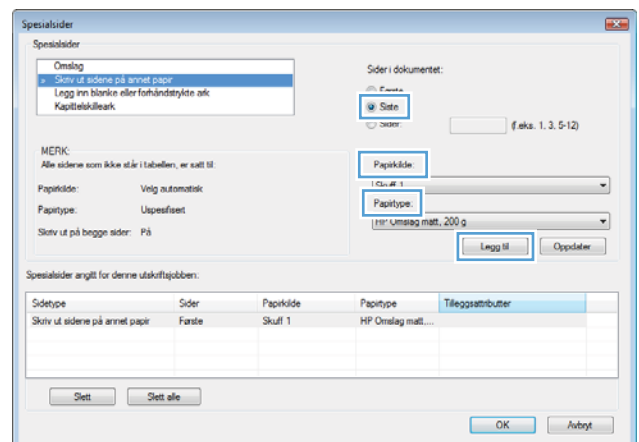 Spesialsider
Spesialsider
Omslag
» Skriv ut sidene på annet papir
Legg inn blanke eller forhåndstrykte ark
Kapittelskilleark
Sider i dokumentet:
Første
Siste
Sider:
(f.eks. 1. 3. 5-12)
MERK:
Alle sidene som ikke står i tabellen, er satt til:
Papirkilde: Velg automatisk
Papirtype: Uspesifisert
Skriv ut på begge sider: På
Papirkilde:
Skuff 1
Papirtype:
HP Omslag matt, 200 g
Legg til Oppdater
Spesialsider angitt for denne utskriftsjobben:
Sidetype Sider Papirkilde Papirtype Tilleggsattributter
Skriv ut sidene på annet papir Første Skuff 1 HP Omslag matt,...
Slett Slett alle
OK Avbryt